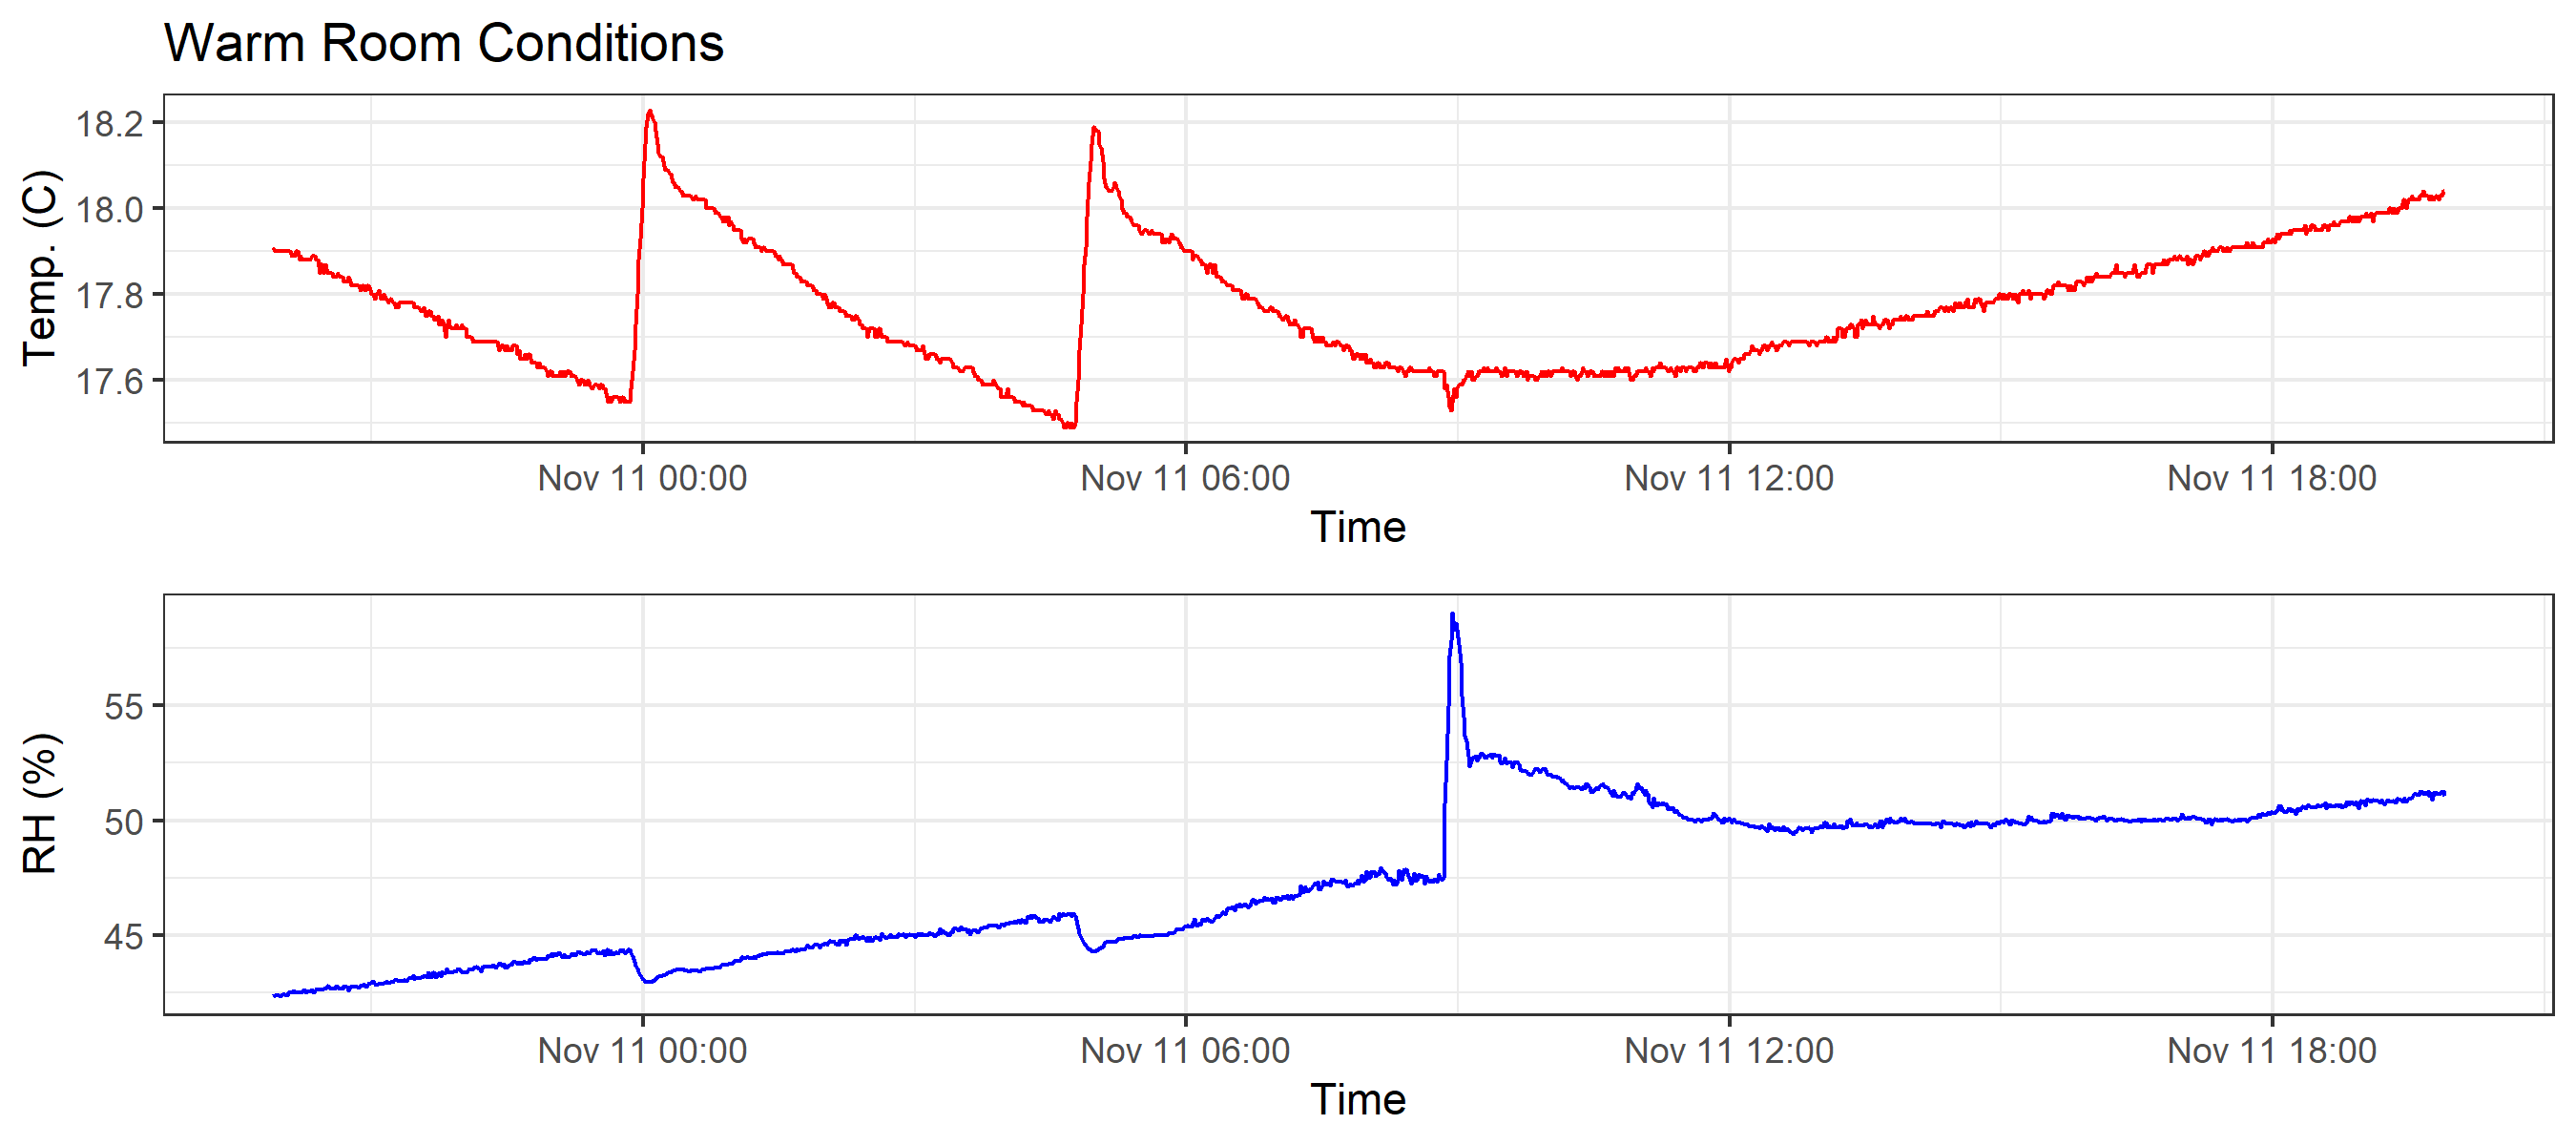 Warm Room Conditions
Temp. (C)
18.2
18.0
17.8
17.6
Nov 11 00:00 Nov 11 06:00 Nov 11 12:00 Nov 11 18:00
Time
RH (%)
55
50
45
Nov 11 00:00 Nov 11 06:00 Nov 11 12:00 Nov 11 18:00
Time